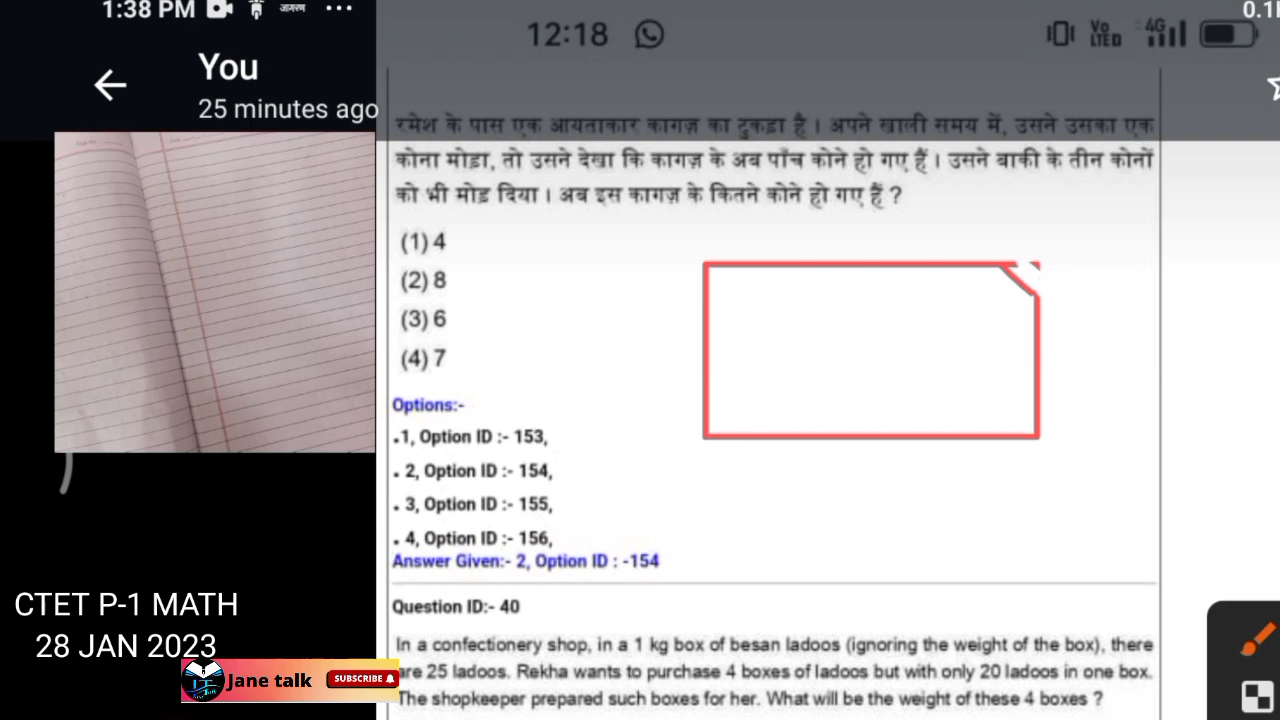 1:38 PM
आगरण
You
25 minutes ago
12:18
Vo
LTE
4G
रमेश के पास एक आयताकार कागज़ का टुकड़ा है । अपने खाली समय में, उसने उसका एक
कोना मोड़ा, तो उसने देखा कि कागज़ के अब पाँच कोने हो गए हैं । उसने बाकी के तीन कोनों
को भी मोड़ दिया । अब इस कागज़ के कितने कोने हो गए हैं ?
(1) 4
(2) 8
(3) 6
(4) 7
Options:-
.1, Option ID :- 153,
. 2, Option ID :- 154,
. 3, Option ID :- 155,
. 4, Option ID :- 156,
Answer Given:- 2, Option ID : -154
Question ID:- 40
In a confectionery shop, in a 1 kg box of besan ladoos (ignoring the weight of the box), there
are 25 ladoos. Rekha wants to purchase 4 boxes of ladoos but with only 20 ladoos in one box.
The shopkeeper prepared such boxes for her. What will be the weight of these 4 boxes ?
CTET P-1 MATH
28 JAN 2023
Jane talk
SUBSCRIBE